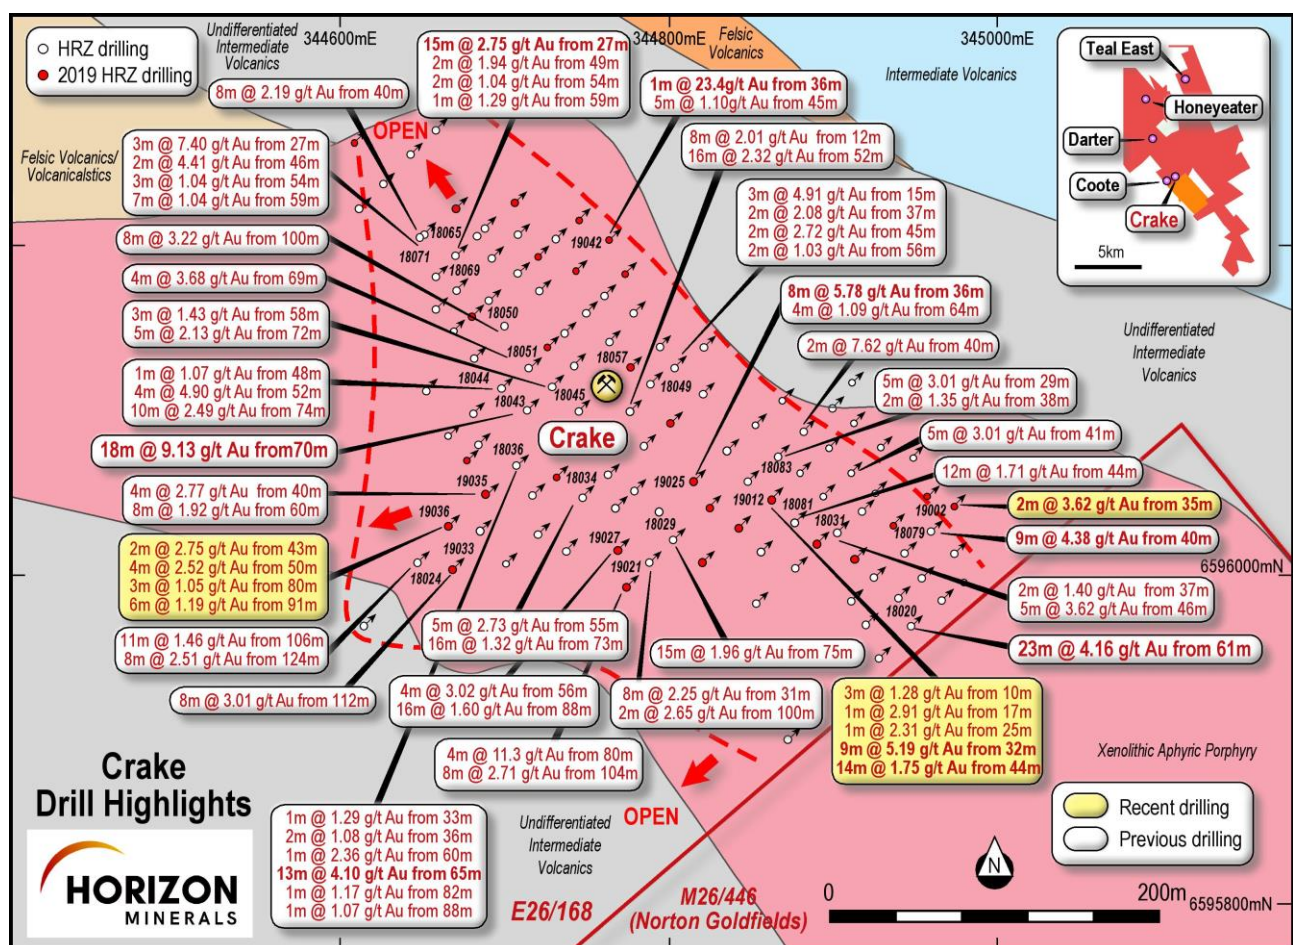 HRZ drilling
2019 HRZ drilling
Undifferentiated
Intermediate
Volcanics
344600mE
344800mE
345000mE
Felsic
Volcanics
Intermediate Volcanics
Teal East
Honeyeater
Darter
Coote
Crake
5km
15m @ 2.75 g/t Au from 27m
2m @ 1.94 g/t Au from 49m
2m @ 1.04 g/t Au from 54m
1m @ 1.29 g/t Au from 59m
8m @ 2.19 g/t Au from 40m
1m @ 23.4g/t Au from 36m
5m @ 1.10g/t Au from 45m
OPEN
Felsic Volcanics/
Volcanicalstics
3m @ 7.40 g/t Au from 27m
2m @ 4.41 g/t Au from 46m
3m @ 1.04 g/t Au from 54m
7m @ 1.04 g/t Au from 59m
8m @ 2.01 g/t Au from 12m
16m @ 2.32 g/t Au from 52m
3m @ 4.91 g/t Au from 15m
2m @ 2.08 g/t Au from 37m
2m @ 2.72 g/t Au from 45m
2m @ 1.03 g/t Au from 56m
8m @ 3.22 g/t Au from 100m
18065
18071
18069
19042
4m @ 3.68 g/t Au from 69m
8m @ 5.78 g/t Au from 36m
4m @ 1.09 g/t Au from 64m
3m @ 1.43 g/t Au from 58m
5m @ 2.13 g/t Au from 72m
18050
18051
18057
2m @ 7.62 g/t Au from 40m
Undifferentiated
Intermediate
Volcanics
1m @ 1.07 g/t Au from 48m
4m @ 4.90 g/t Au from 52m
10m @ 2.49 g/t Au from 74m
18044
18043
18045
18049
5m @ 3.01 g/t Au from 29m
2m @ 1.35 g/t Au from 38m
18m @ 9.13 g/t Au from70m
Crake
5m @ 3.01 g/t Au from 41m
18036
18034
18083
12m @ 1.71 g/t Au from 44m
4m @ 2.77 g/t Au from 40m
8m @ 1.92 g/t Au from 60m
19035
19025
19012
18081
19002
2m @ 3.62 g/t Au from 35m
19036
18029
18031
18079
9m @ 4.38 g/t Au from 40m
2m @ 2.75 g/t Au from 43m
4m @ 2.52 g/t Au from 50m
3m @ 1.05 g/t Au from 80m
6m @ 1.19 g/t Au from 91m
19033
18024
19027
19021
6596000mN
2m @ 1.40 g/t Au from 37m
5m @ 3.62 g/t Au from 46m
18020
11m @ 1.46 g/t Au from 106m
8m @ 2.51 g/t Au from 124m
5m @ 2.73 g/t Au from 55m
16m @ 1.32 g/t Au from 73m
15m @ 1.96 g/t Au from 75m
23m @ 4.16 g/t Au from 61m
8m @ 3.01 g/t Au from 112m
4m @ 3.02 g/t Au from 56m
16m @ 1.60 g/t Au from 88m
8m @ 2.25 g/t Au from 31m
2m @ 2.65 g/t Au from 100m
3m @ 1.28 g/t Au from 10m
1m @ 2.91 g/t Au from 17m
1m @ 2.31 g/t Au from 25m
9m @ 5.19 g/t Au from 32m
14m @ 1.75 g/t Au from 44m
4m @ 11.3 g/t Au from 80m
8m @ 2.71 g/t Au from 104m
Xenolithic Aphyric Porphyry
Crake
Drill Highlights
OPEN
Recent drilling
Previous drilling
1m @ 1.29 g/t Au from 33m
2m @ 1.08 g/t Au from 36m
1m @ 2.36 g/t Au from 60m
13m @ 4.10 g/t Au from 65m
1m @ 1.17 g/t Au from 82m
1m @ 1.07 g/t Au from 88m
Undifferentiated
Intermediate
Volcanics
HORIZON
MINERALS
E26/168
M26/446
(Norton Goldfields)
N
0
200m
6595800mN